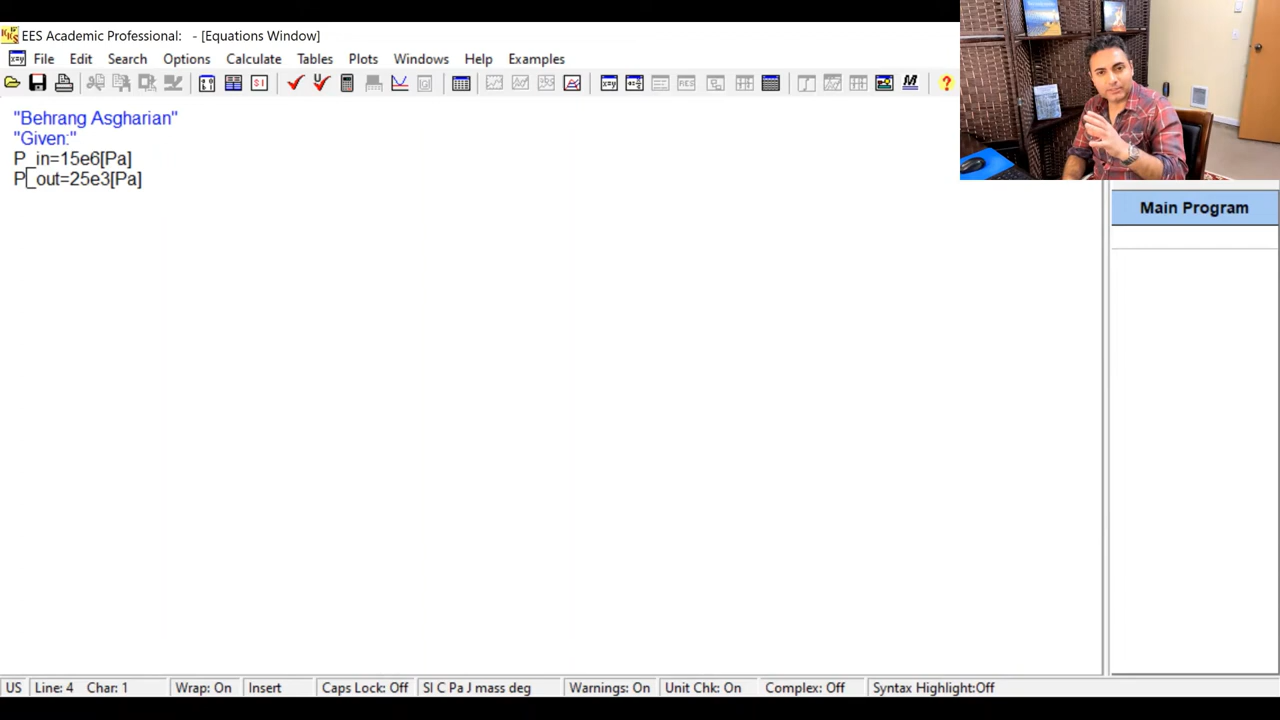 EES Academic Professional:   - [Equations Window]
File Edit Search Options Calculate Tables Plots Windows Help Examples
"Behrang Asgharian"
"Given:"
P_in=15e6[Pa]
P_out=25e3[Pa]
Main Program
US Line: 4 Char: 1 Wrap: On Insert Caps Lock: Off SI C Pa J mass deg Warnings: On Unit Chk: On Complex: Off Syntax Highlight:Off